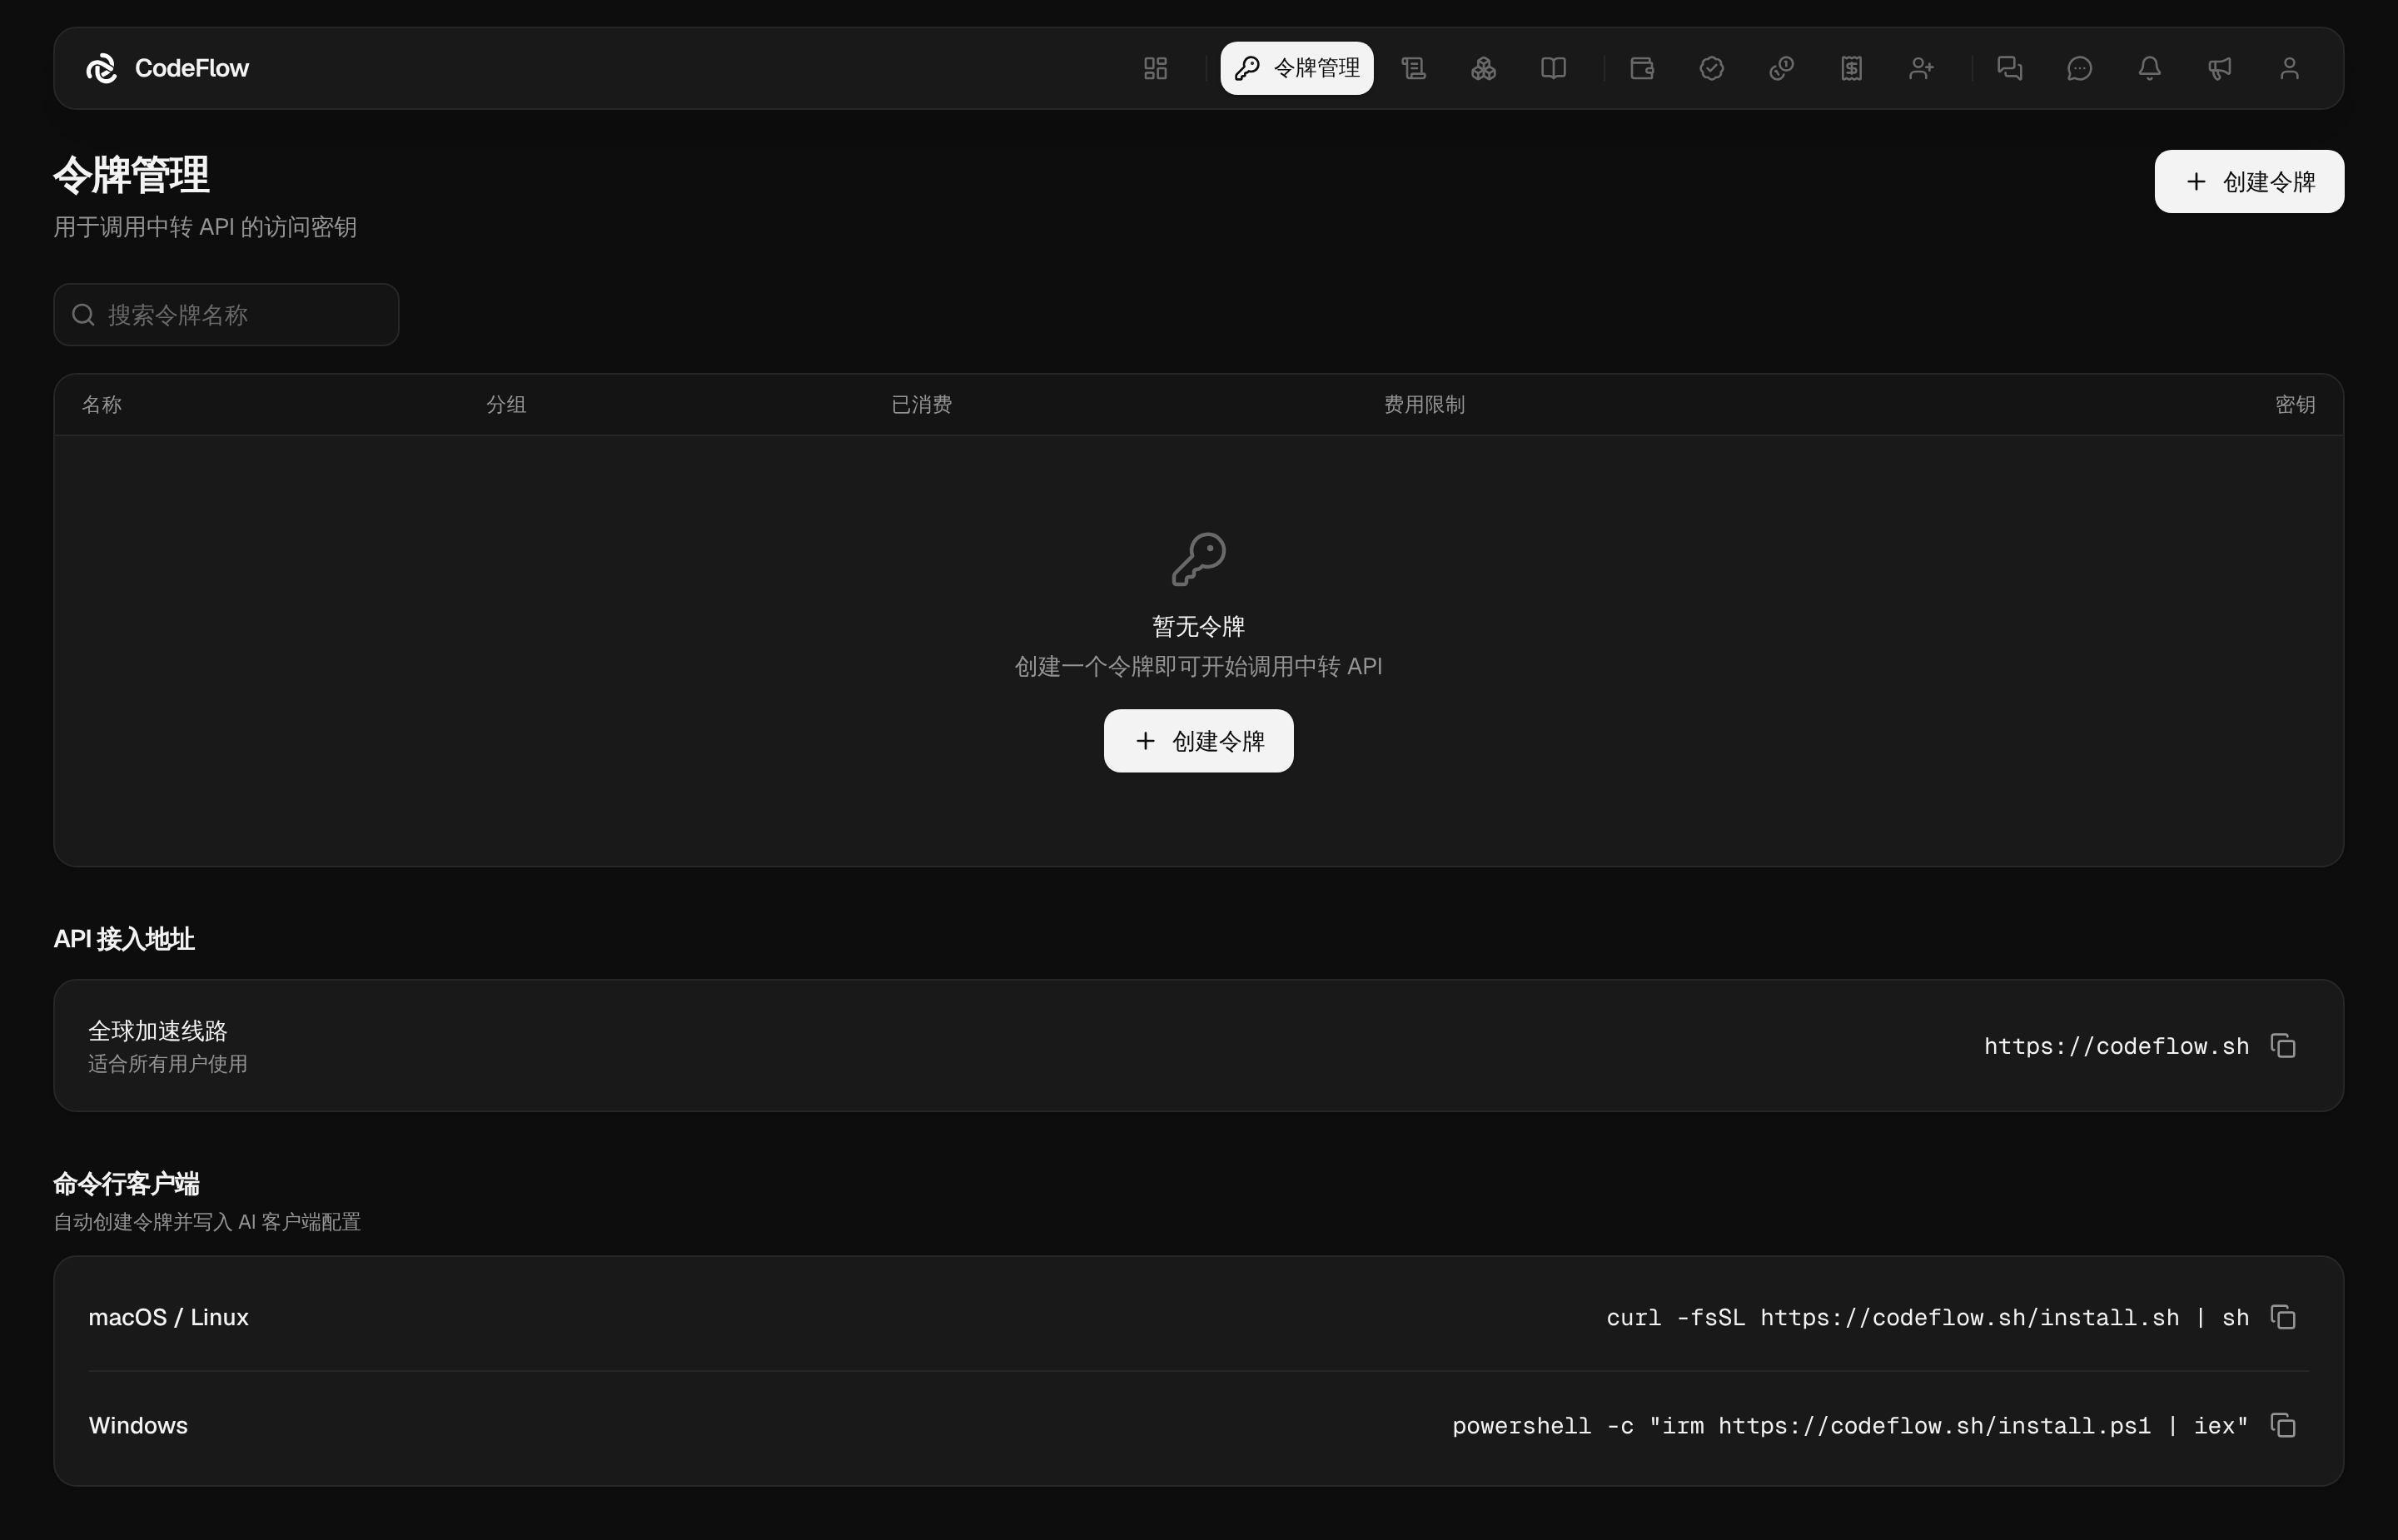 CodeFlow
令牌管理
令牌管理
创建令牌
用于调用中转 API 的访问密钥
搜索令牌名称
名称 分组 已消费 费用限制 密钥
暂无令牌
创建一个令牌即可开始调用中转 API
创建令牌
API 接入地址
全球加速线路
适合所有用户使用
https://codeflow.sh
命令行客户端
自动创建令牌并写入 AI 客户端配置
macOS / Linux
curl -fsSL https://codeflow.sh/install.sh | sh
Windows
powershell -c "irm https://codeflow.sh/install.ps1 | iex"